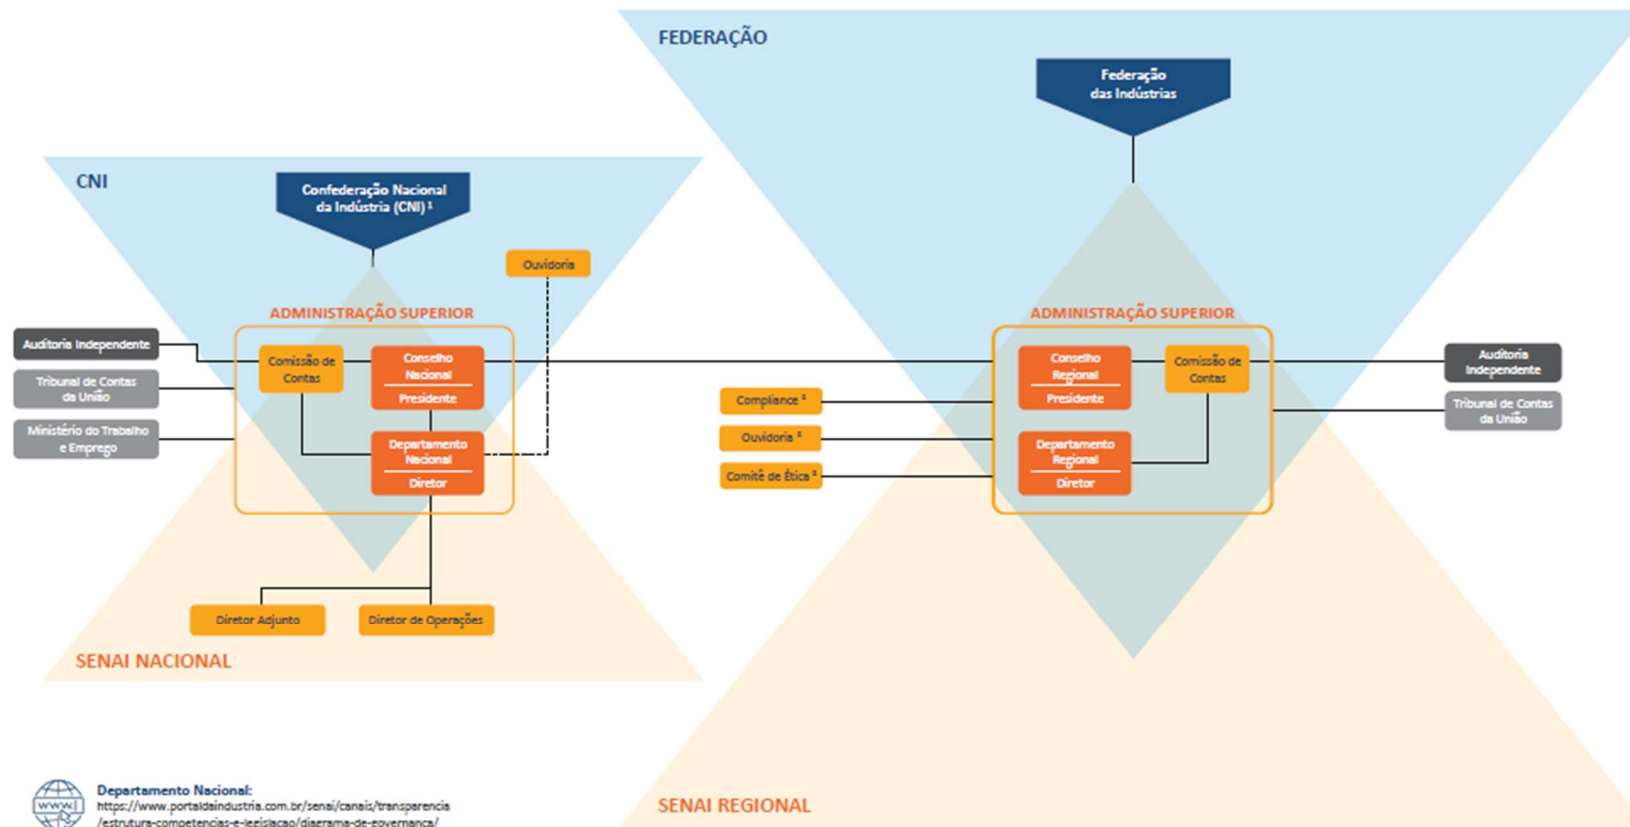 FEDERAÇÃO
Federação
das Indústrias
CNI
Confederação Nacional
da Indústria (CNI) ¹
Ouvidoria
ADMINISTRAÇÃO SUPERIOR
Auditoria Independente
Tribunal de Contas
da União
Ministério do Trabalho
e Emprego
Comissão de
Contas
Conselho
Nacional
Presidente
Departamento
Nacional
Diretor
Diretor Adjunto
Diretor de Operações
SENAI NACIONAL
ADMINISTRAÇÃO SUPERIOR
Compliance ²
Ouvidoria ²
Comitê de Ética ²
Conselho
Regional
Presidente
Departamento
Regional
Diretor
Comissão de
Contas
Auditoria
Independente
Tribunal de Contas
da União
SENAI REGIONAL
www.
Departamento Nacional:
https://www.portaldaindustria.com.br/senai/canais/transparencia
/estrutura-competencias-e-legislacao/diagrama-de-governanca/